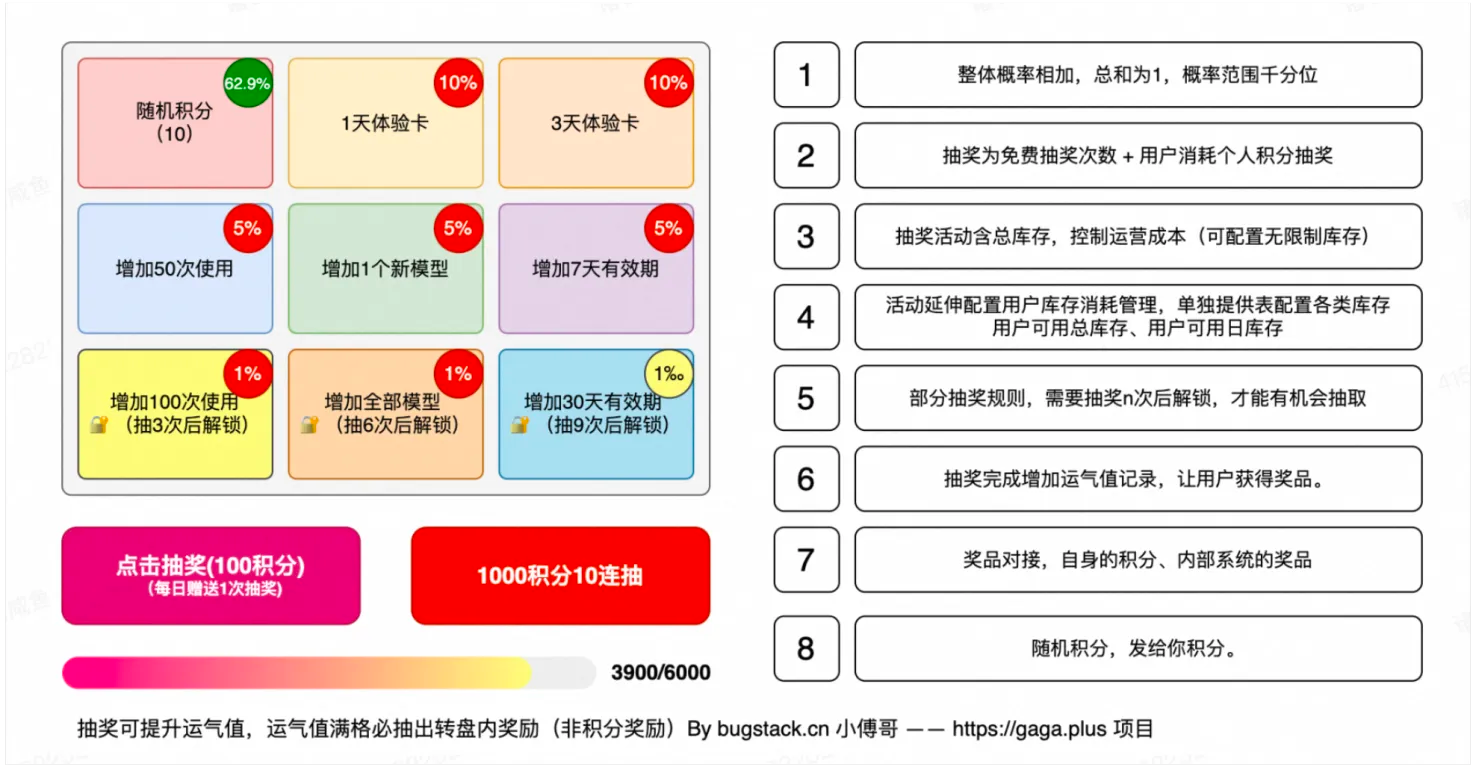 62.9%
随机积分
（10）
10%
1天体验卡
10%
3天体验卡
5%
增加50次使用
5%
增加1个新模型
5%
增加7天有效期
1%
增加100次使用
（抽3次后解锁）
1%
增加全部模型
（抽6次后解锁）
1‰
增加30天有效期
（抽9次后解锁）
点击抽奖(100积分)
(每日赠送1次抽奖)
1000积分10连抽
3900/6000
抽奖可提升运气值，运气值满格必抽出转盘内奖励（非积分奖励）By bugstack.cn 小傅哥 —— https://gaga.plus 项目
1
整体概率相加，总和为1，概率范围千分位
2
抽奖为免费抽奖次数 + 用户消耗个人积分抽奖
3
抽奖活动含总库存，控制运营成本（可配置无限制库存）
4
活动延伸配置用户库存消耗管理，单独提供表配置各类库存
用户可用总库存、用户可用日库存
5
部分抽奖规则，需要抽奖n次后解锁，才能有机会抽取
6
抽奖完成增加运气值记录，让用户获得奖品。
7
奖品对接，自身的积分、内部系统的奖品
8
随机积分，发给你积分。
咸鱼
咸鱼